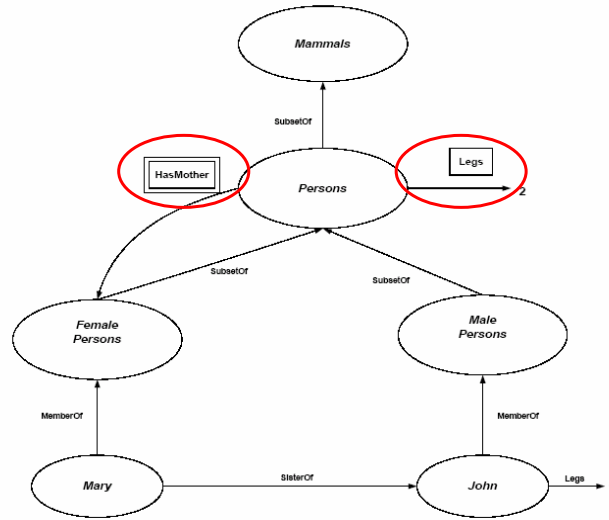 Mammals
SubsetOf
HasMother
Legs
Persons
2
SubsetOf
SubsetOf
Female
Persons
Male
Persons
MemberOf
MemberOf
Mary
SisterOf
John
Legs